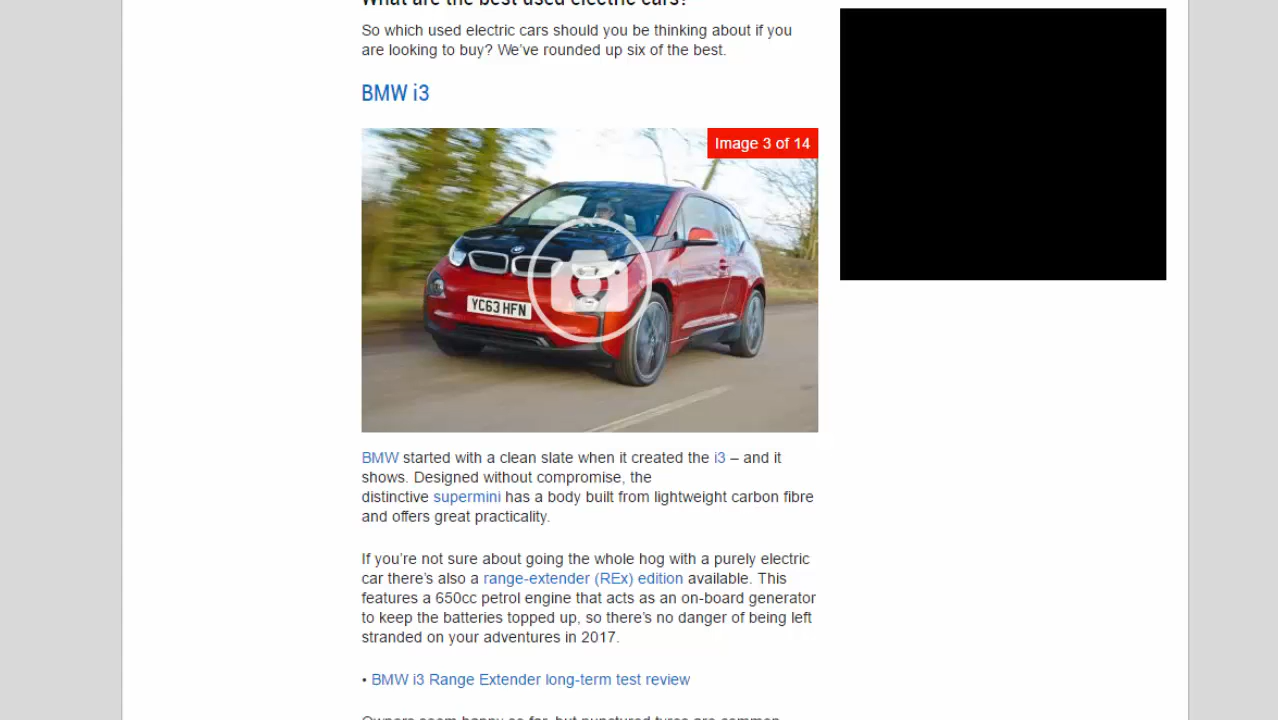 What are the best used electric cars?
So which used electric cars should you be thinking about if you
are looking to buy? We’ve rounded up six of the best.
BMW i3
Image 3 of 14
YC63 HFN
BMW started with a clean slate when it created the i3 – and it
shows. Designed without compromise, the
distinctive supermini has a body built from lightweight carbon fibre
and offers great practicality.
If you’re not sure about going the whole hog with a purely electric
car there’s also a range-extender (REx) edition available. This
features a 650cc petrol engine that acts as an on-board generator
to keep the batteries topped up, so there’s no danger of being left
stranded on your adventures in 2017.
• BMW i3 Range Extender long-term test review
Owners seem happy so far, but punctured tyres are common